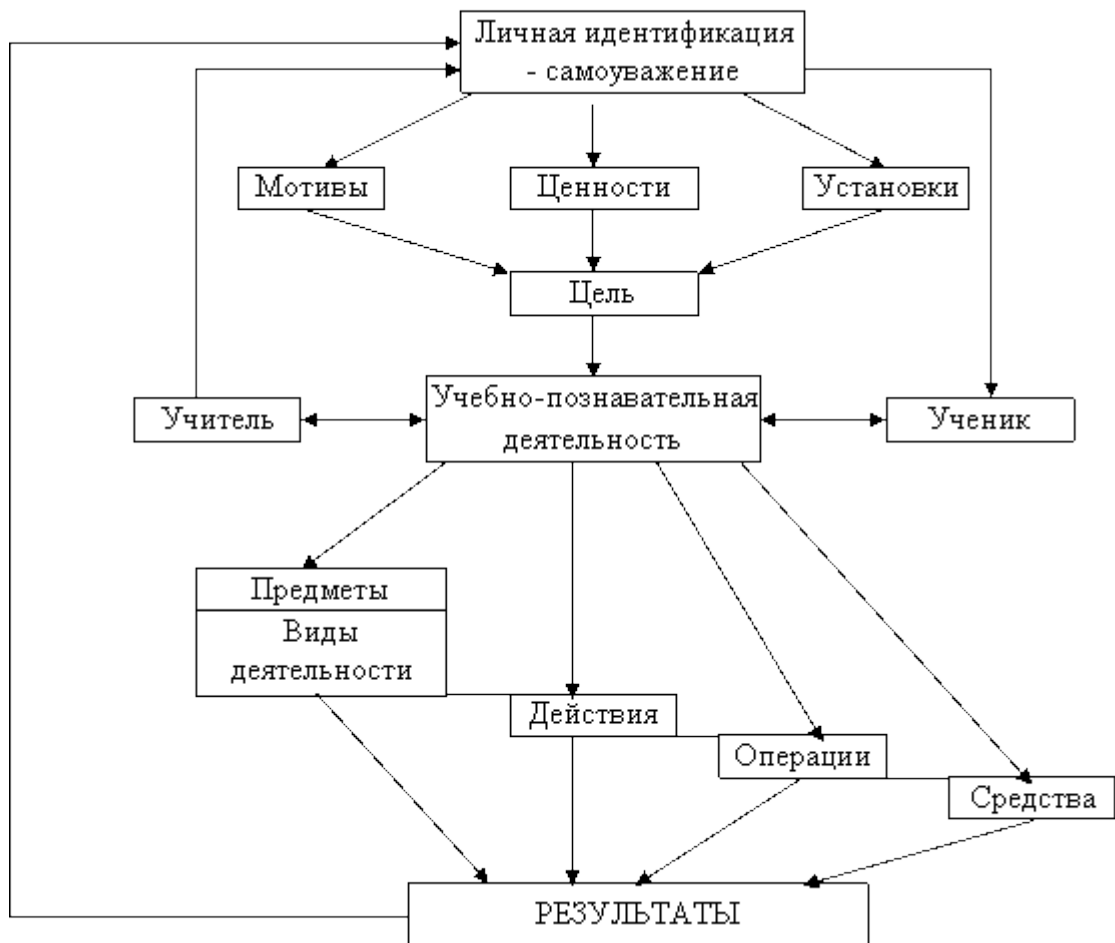 Личная идентификация
- самоуважение
Мотивы
Ценности
Установки
Цель
Учитель
Учебно-познавательная
деятельность
Ученик
Предметы
Виды
деятельности
Действия
Операции
Средства
РЕЗУЛЬТАТЫ